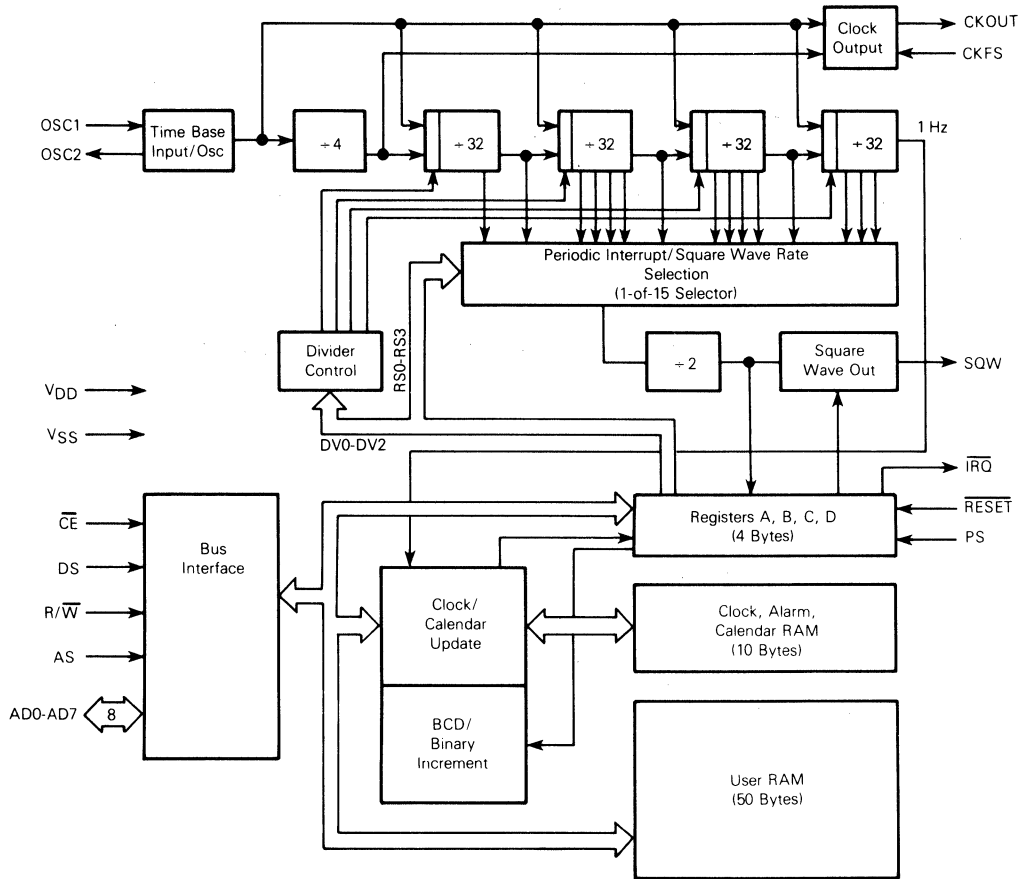 CKOUT
Clock
Output
CKFS
OSC1
OSC2
Time Base
Input/Osc
÷4
÷32
÷32
÷32
÷32
1 Hz
Periodic Interrupt/Square Wave Rate
Selection
(1-of-15 Selector)
RS0-RS3
Divider
Control
÷2
Square
Wave Out
SQW
VDD
VSS
DV0-DV2
IRQ
RESET
PS
Registers A, B, C, D
(4 Bytes)
CE
DS
R/W
AS
AD0-AD7
8
Bus
Interface
Clock/
Calendar
Update
Clock, Alarm,
Calendar RAM
(10 Bytes)
BCD/
Binary
Increment
User RAM
(50 Bytes)